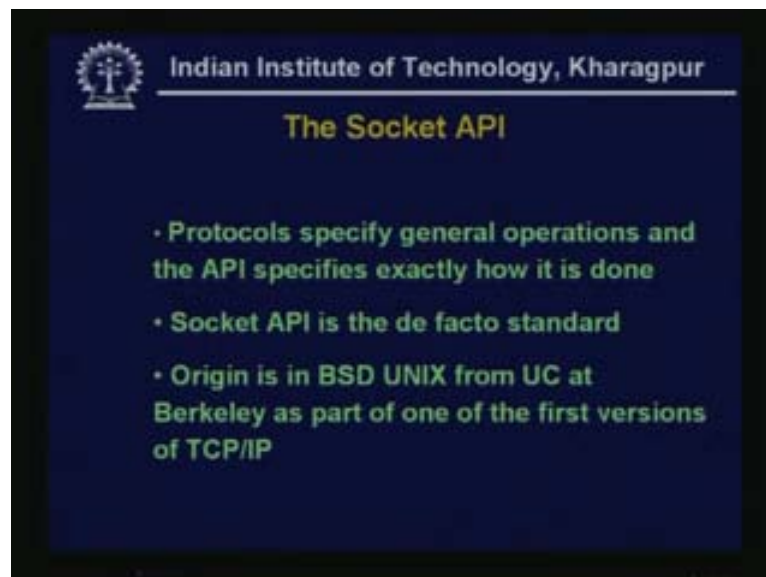 Indian Institute of Technology, Kharagpur
The Socket API
• Protocols specify general operations and
the API specifies exactly how it is done
• Socket API is the de facto standard
• Origin is in BSD UNIX from UC at
Berkeley as part of one of the first versions
of TCP/IP